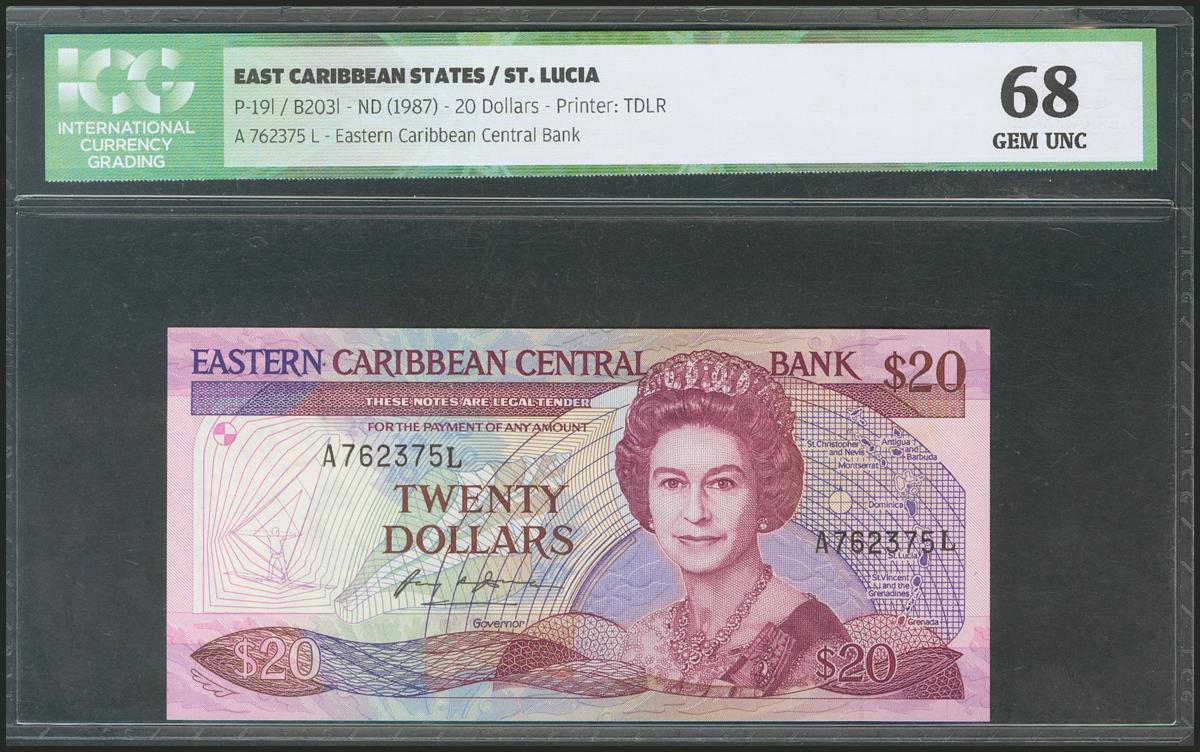 ICG
INTERNATIONAL
CURRENCY
GRADING
EAST CARIBBEAN STATES / ST. LUCIA
P-19l / B203l - ND (1987) - 20 Dollars - Printer: TDLR
A 762375 L - Eastern Caribbean Central Bank
68
GEM UNC
EASTERN CARIBBEAN CENTRAL BANK $20
THESE NOTES ARE LEGAL TENDER
FOR THE PAYMENT OF ANY AMOUNT
A762375L
TWENTY
DOLLARS
Governor
St.Christopher
and Nevis
Antigua
and
Barbuda
Montserrat
Dominica
A762375L
St.Vincent
and the
Grenadines
Grenada
$20
$20